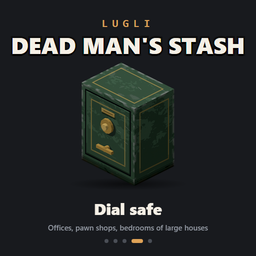 LUGLI
DEAD MAN'S STASH
Dial safe
Offices, pawn shops, bedrooms of large houses